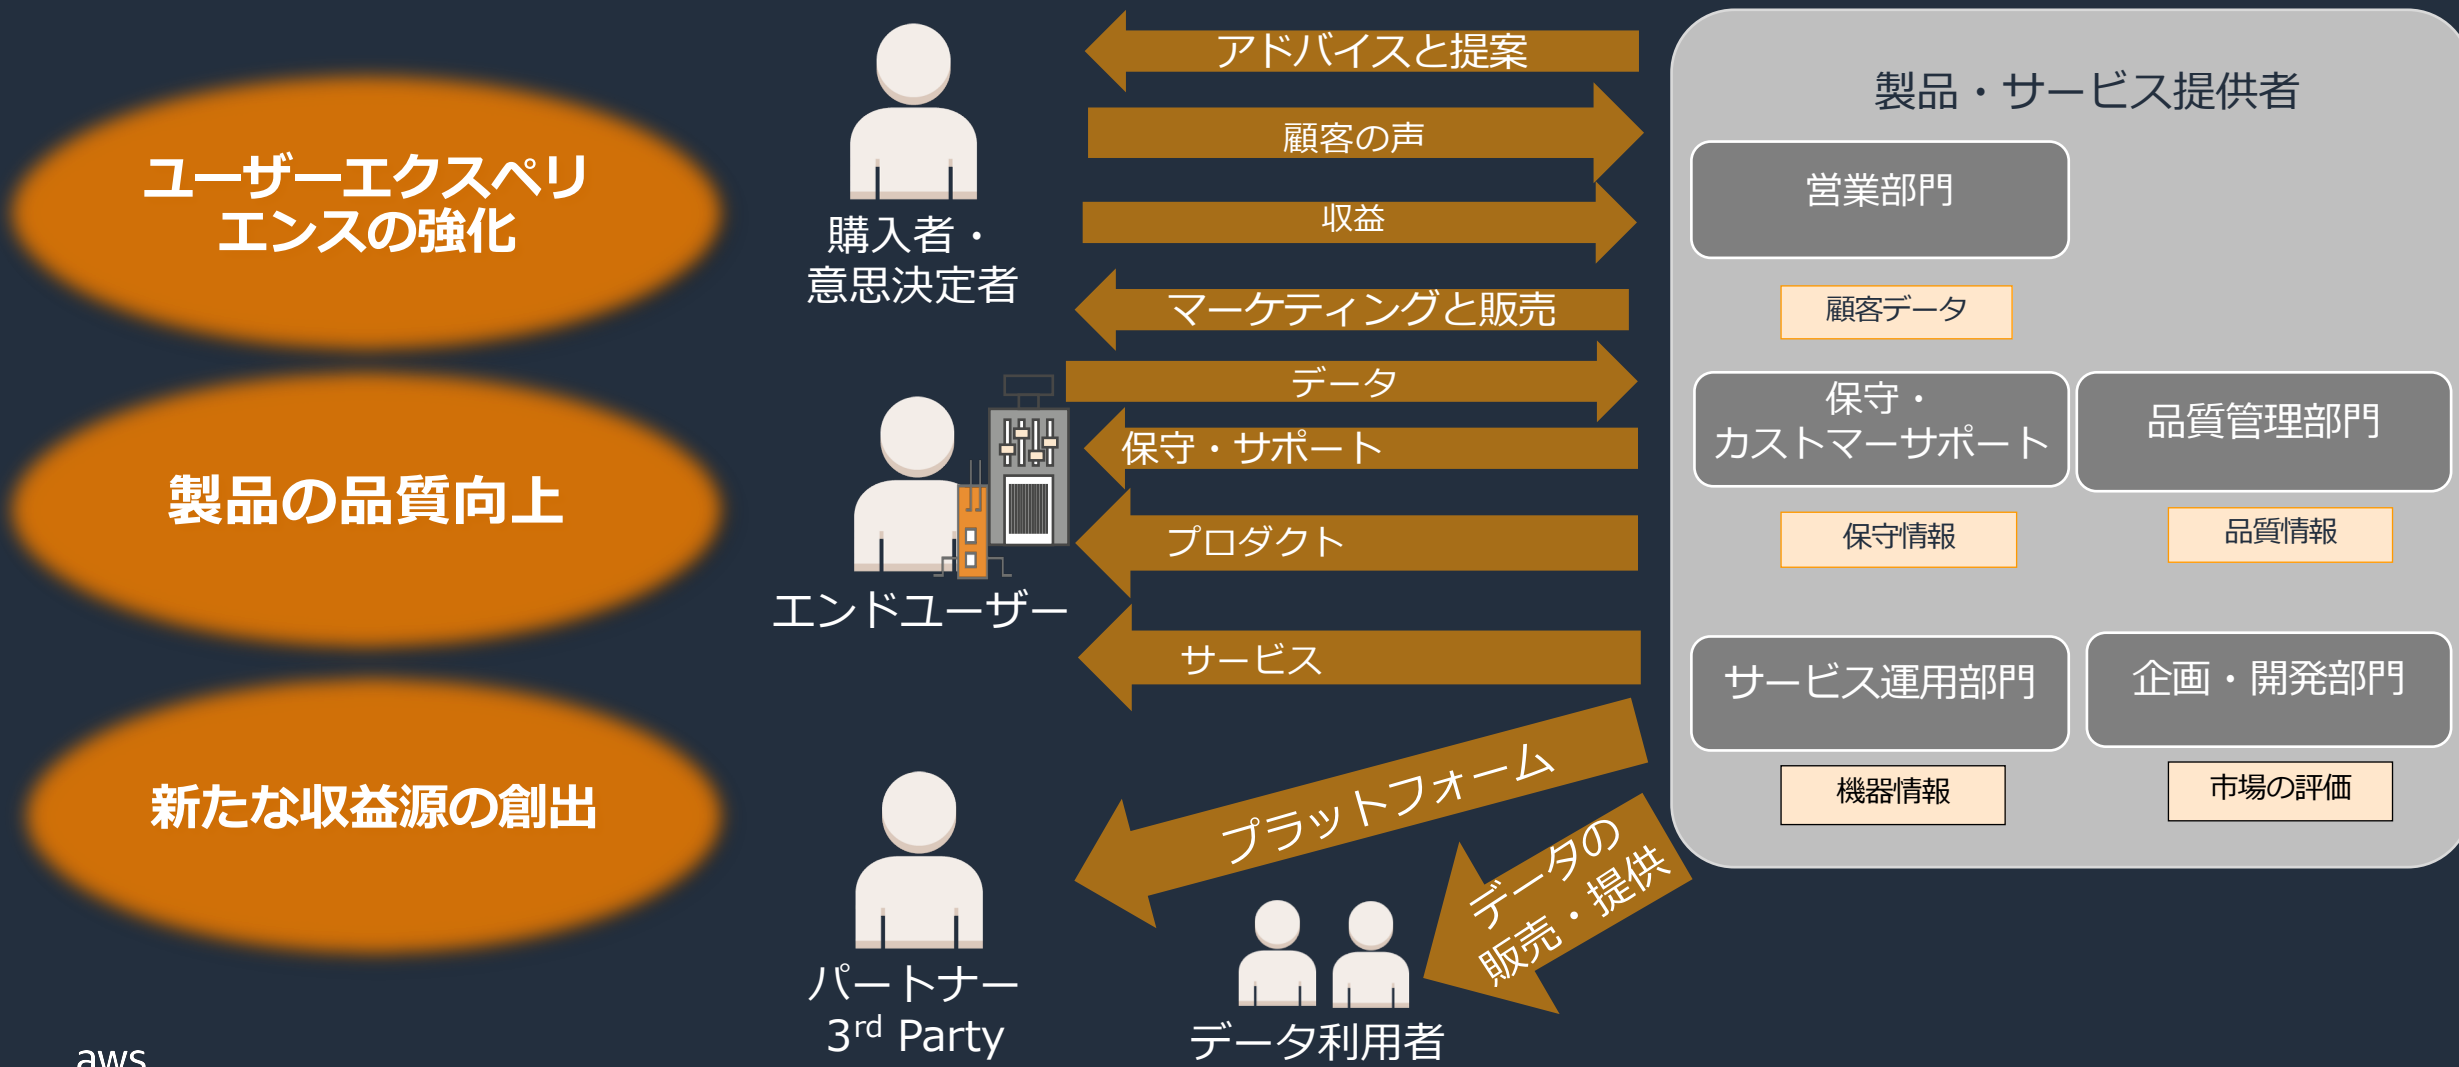 ユーザーエクスペリ
エンスの強化
製品の品質向上
新たな収益源の創出
aws
購入者・
意思決定者
エンドユーザー
パートナー
3rd Party
データ利用者
アドバイスと提案
顧客の声
収益
マーケティングと販売
データ
保守・サポート
プロダクト
サービス
プラットフォーム
データの
販売・提供
製品・サービス提供者
営業部門
顧客データ
保守・
カストマーサポート
品質管理部門
保守情報
品質情報
サービス運用部門
企画・開発部門
機器情報
市場の評価